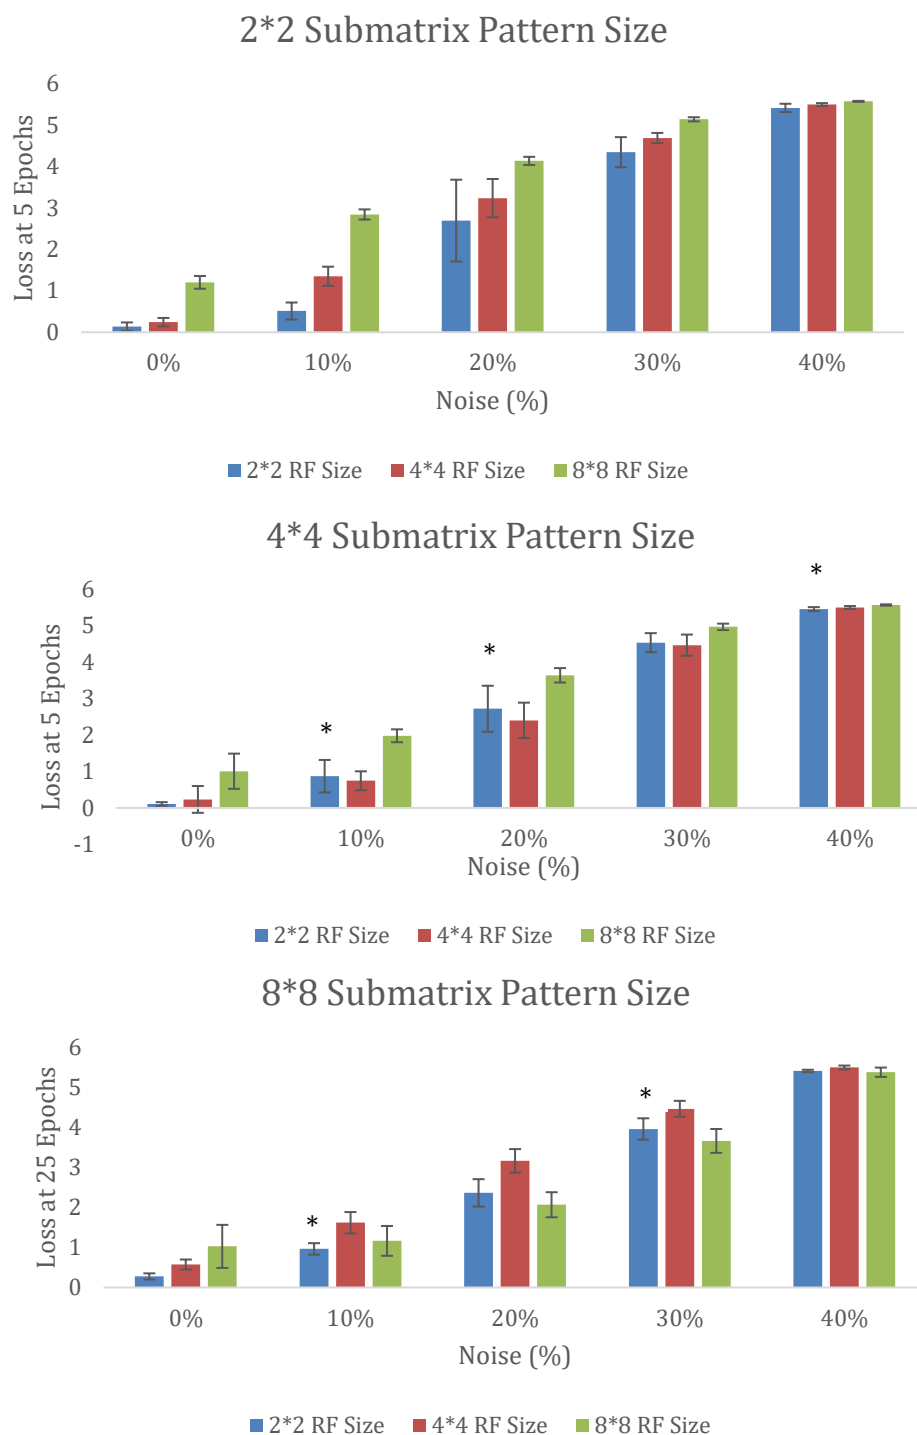 2*2 Submatrix Pattern Size
Loss at 5 Epochs
6
5
4
3
2
1
0
0% 10% 20% 30% 40%
Noise (%)
2*2 RF Size 4*4 RF Size 8*8 RF Size
4*4 Submatrix Pattern Size
Loss at 5 Epochs
6
5
4
3
2
1
0
-1
* * *
0% 10% 20% 30% 40%
Noise (%)
2*2 RF Size 4*4 RF Size 8*8 RF Size
8*8 Submatrix Pattern Size
Loss at 25 Epochs
6
5
4
3
2
1
0
* *
0% 10% 20% 30% 40%
Noise (%)
2*2 RF Size 4*4 RF Size 8*8 RF Size